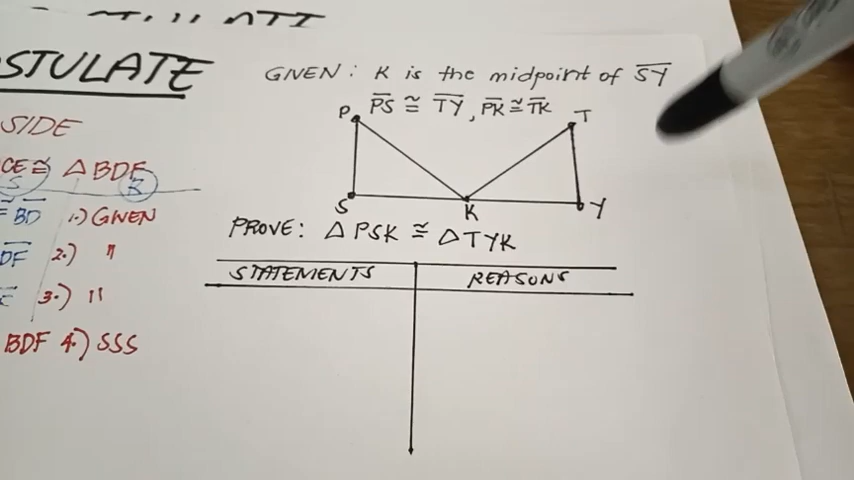 STULATE
SIDE
CE ≅ △BDF
S
R
≅ BD 1.) GIVEN
DF 2.) "
3.) "
BDF 4.) SSS
GIVEN: K is the midpoint of SY
PS ≅ TY, PK ≅ TK
P
T
S
K
Y
PROVE: △PSK ≅ △TYK
STATEMENTS
REASONS